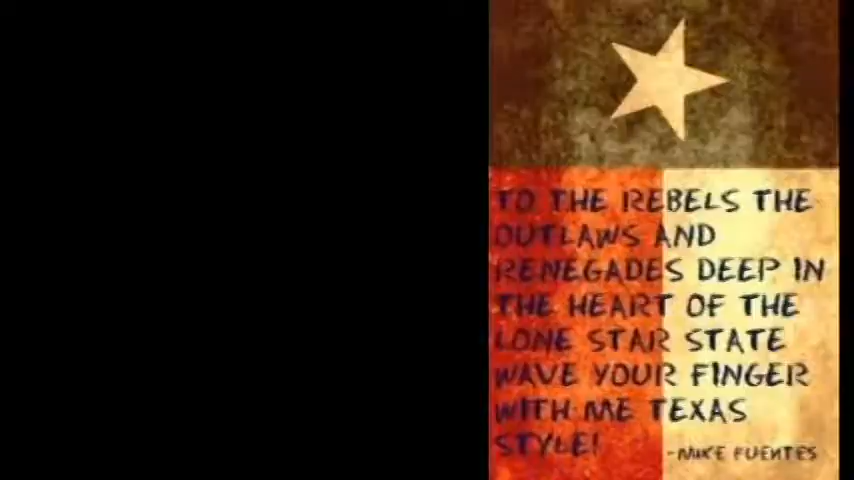 TO THE REBELS THE
OUTLAWS AND
RENEGADES DEEP IN
THE HEART OF THE
LONE STAR STATE
WAVE YOUR FINGER
WITH ME TEXAS
STYLE!
-MIKE FUENTES